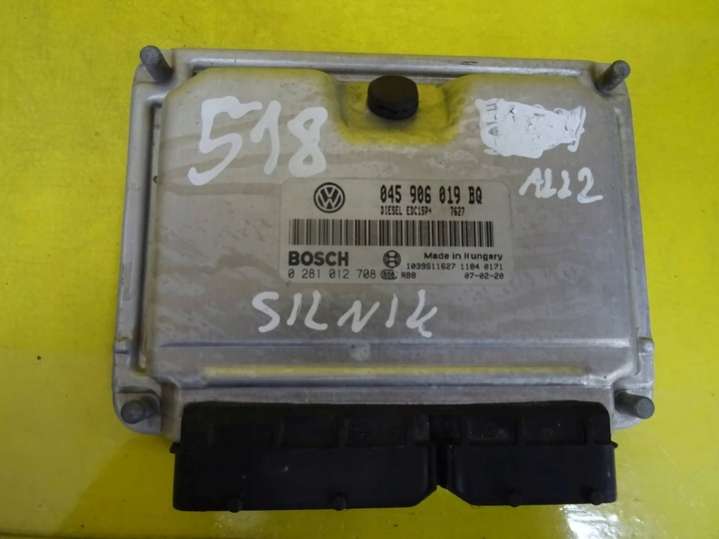 518
1222
045 906 019 BQ
DIESEL EDC15P+ 7627
BOSCH
Made in Hungary
0 281 012 708
1039S11627 1104 0171
07-02-20
SILNIK